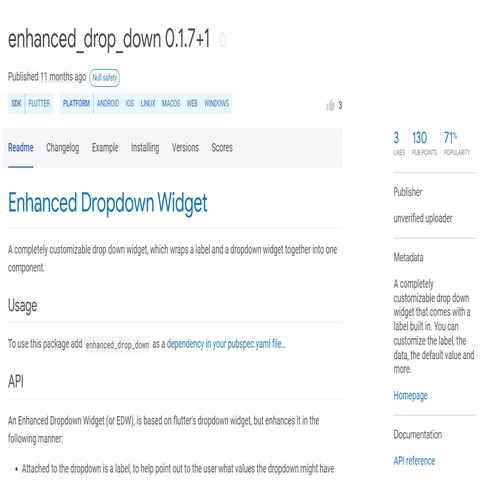 enhanced_drop_down 0.1.7+1
Published 11 months ago Null safety
SDK FLUTTER PLATFORM ANDROID IOS LINUX MACOS WEB WINDOWS
3
Readme Changelog Example Installing Versions Scores
Enhanced Dropdown Widget
A completely customizable drop down widget, which wraps a label and a dropdown widget together into one
component.
Usage
To use this package add enhanced_drop_down as a dependency in your pubspec.yaml file..
API
An Enhanced Dropdown Widget (or EDW), is based on flutter's dropdown widget, but enhances it in the
following manner:
• Attached to the dropdown is a label, to help point out to the user what values the dropdown might have
3 130 71%
LIKES PUB POINTS POPULARITY
Publisher
unverified uploader
Metadata
A completely
customizable drop down
widget that comes with a
label built in. You can
customize the label, the
data, the default value and
more.
Homepage
Documentation
API reference